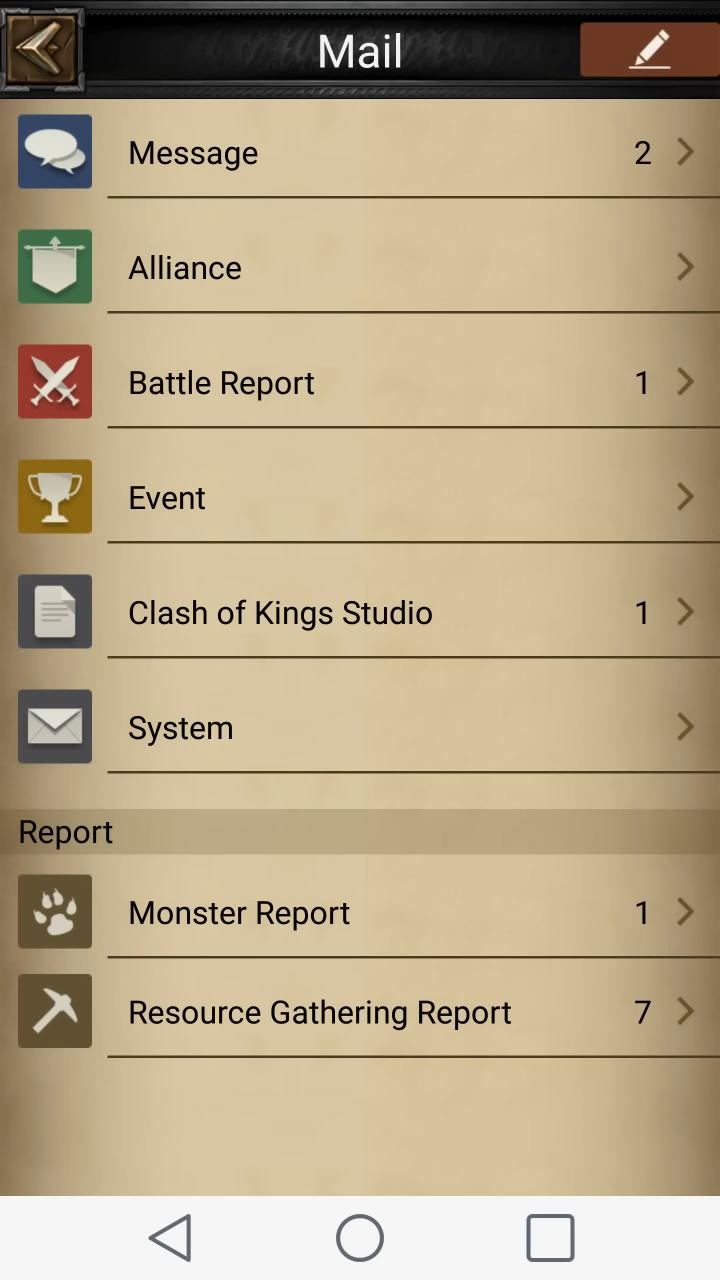 Mail
Message 2
Alliance
Battle Report 1
Event
Clash of Kings Studio 1
System
Report
Monster Report 1
Resource Gathering Report 7